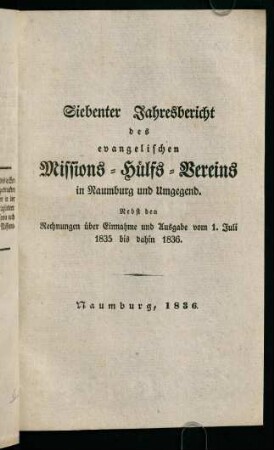 Siebenter Jahresbericht
des
evangelischen
Missions-Hülfs-Vereins
in Naumburg und Umgegend.
Nebst den
Rechnungen über Einnahme und Ausgabe vom 1. Juli
1835 bis dahin 1836.
Naumburg, 1836